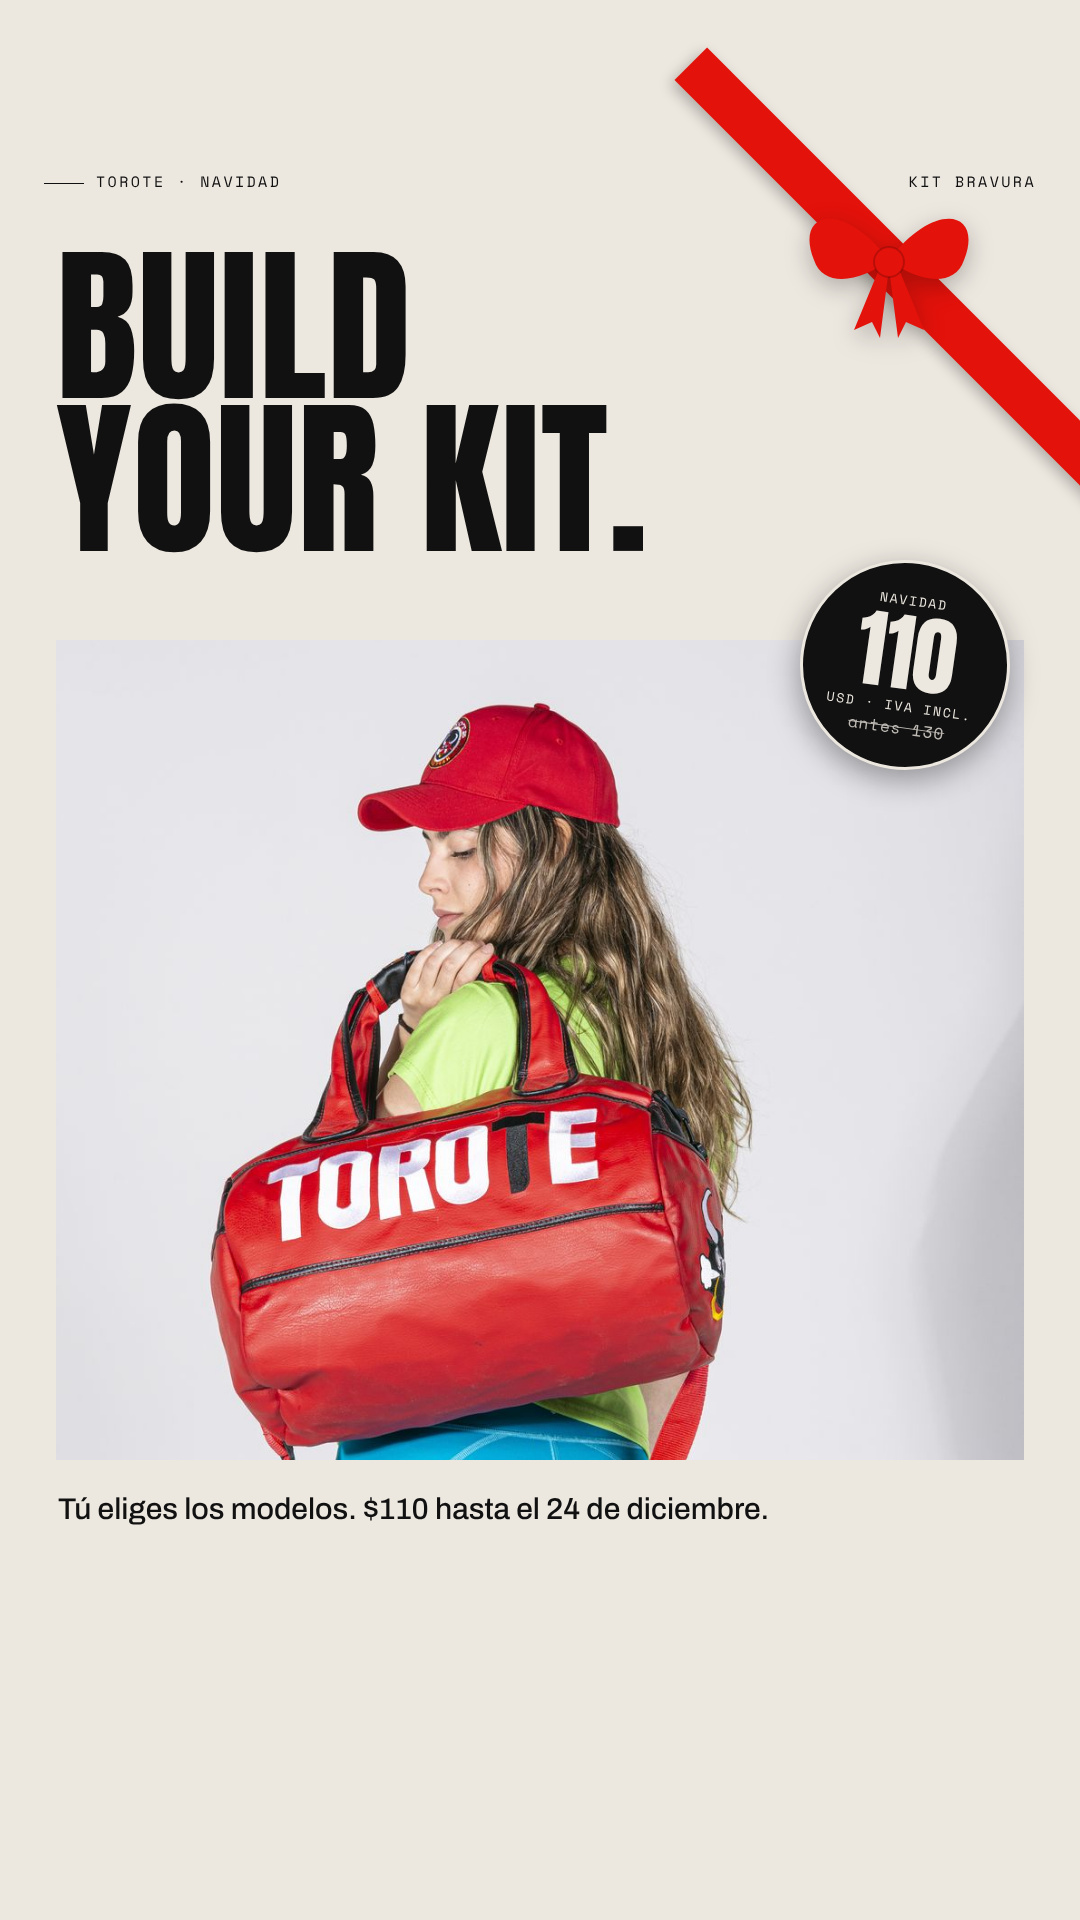 TOROTE · NAVIDAD
KIT BRAVURA
BUILD
YOUR KIT.
NAVIDAD
110
USD · IVA INCL.
antes 130
TOROTE
Tú eliges los modelos. $110 hasta el 24 de diciembre.